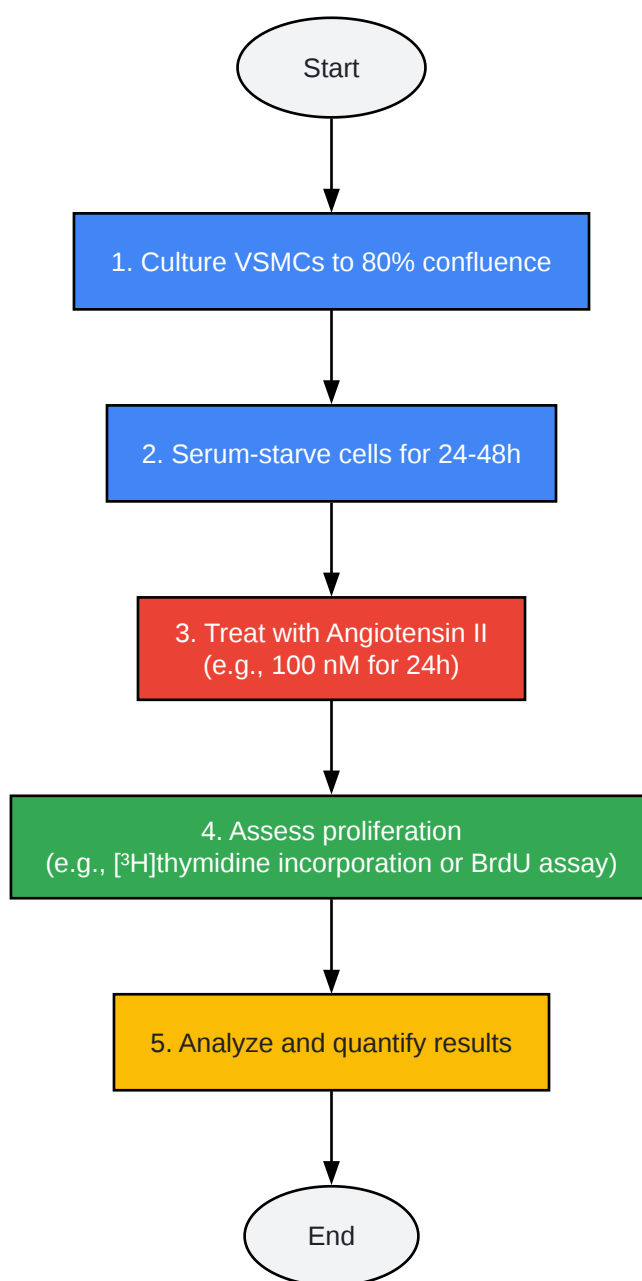 Start
1. Culture VSMCs to 80% confluence
2. Serum-starve cells for 24-48h
3. Treat with Angiotensin II
(e.g., 100 nM for 24h)
4. Assess proliferation
(e.g., [³H]thymidine incorporation or BrdU assay)
5. Analyze and quantify results
End